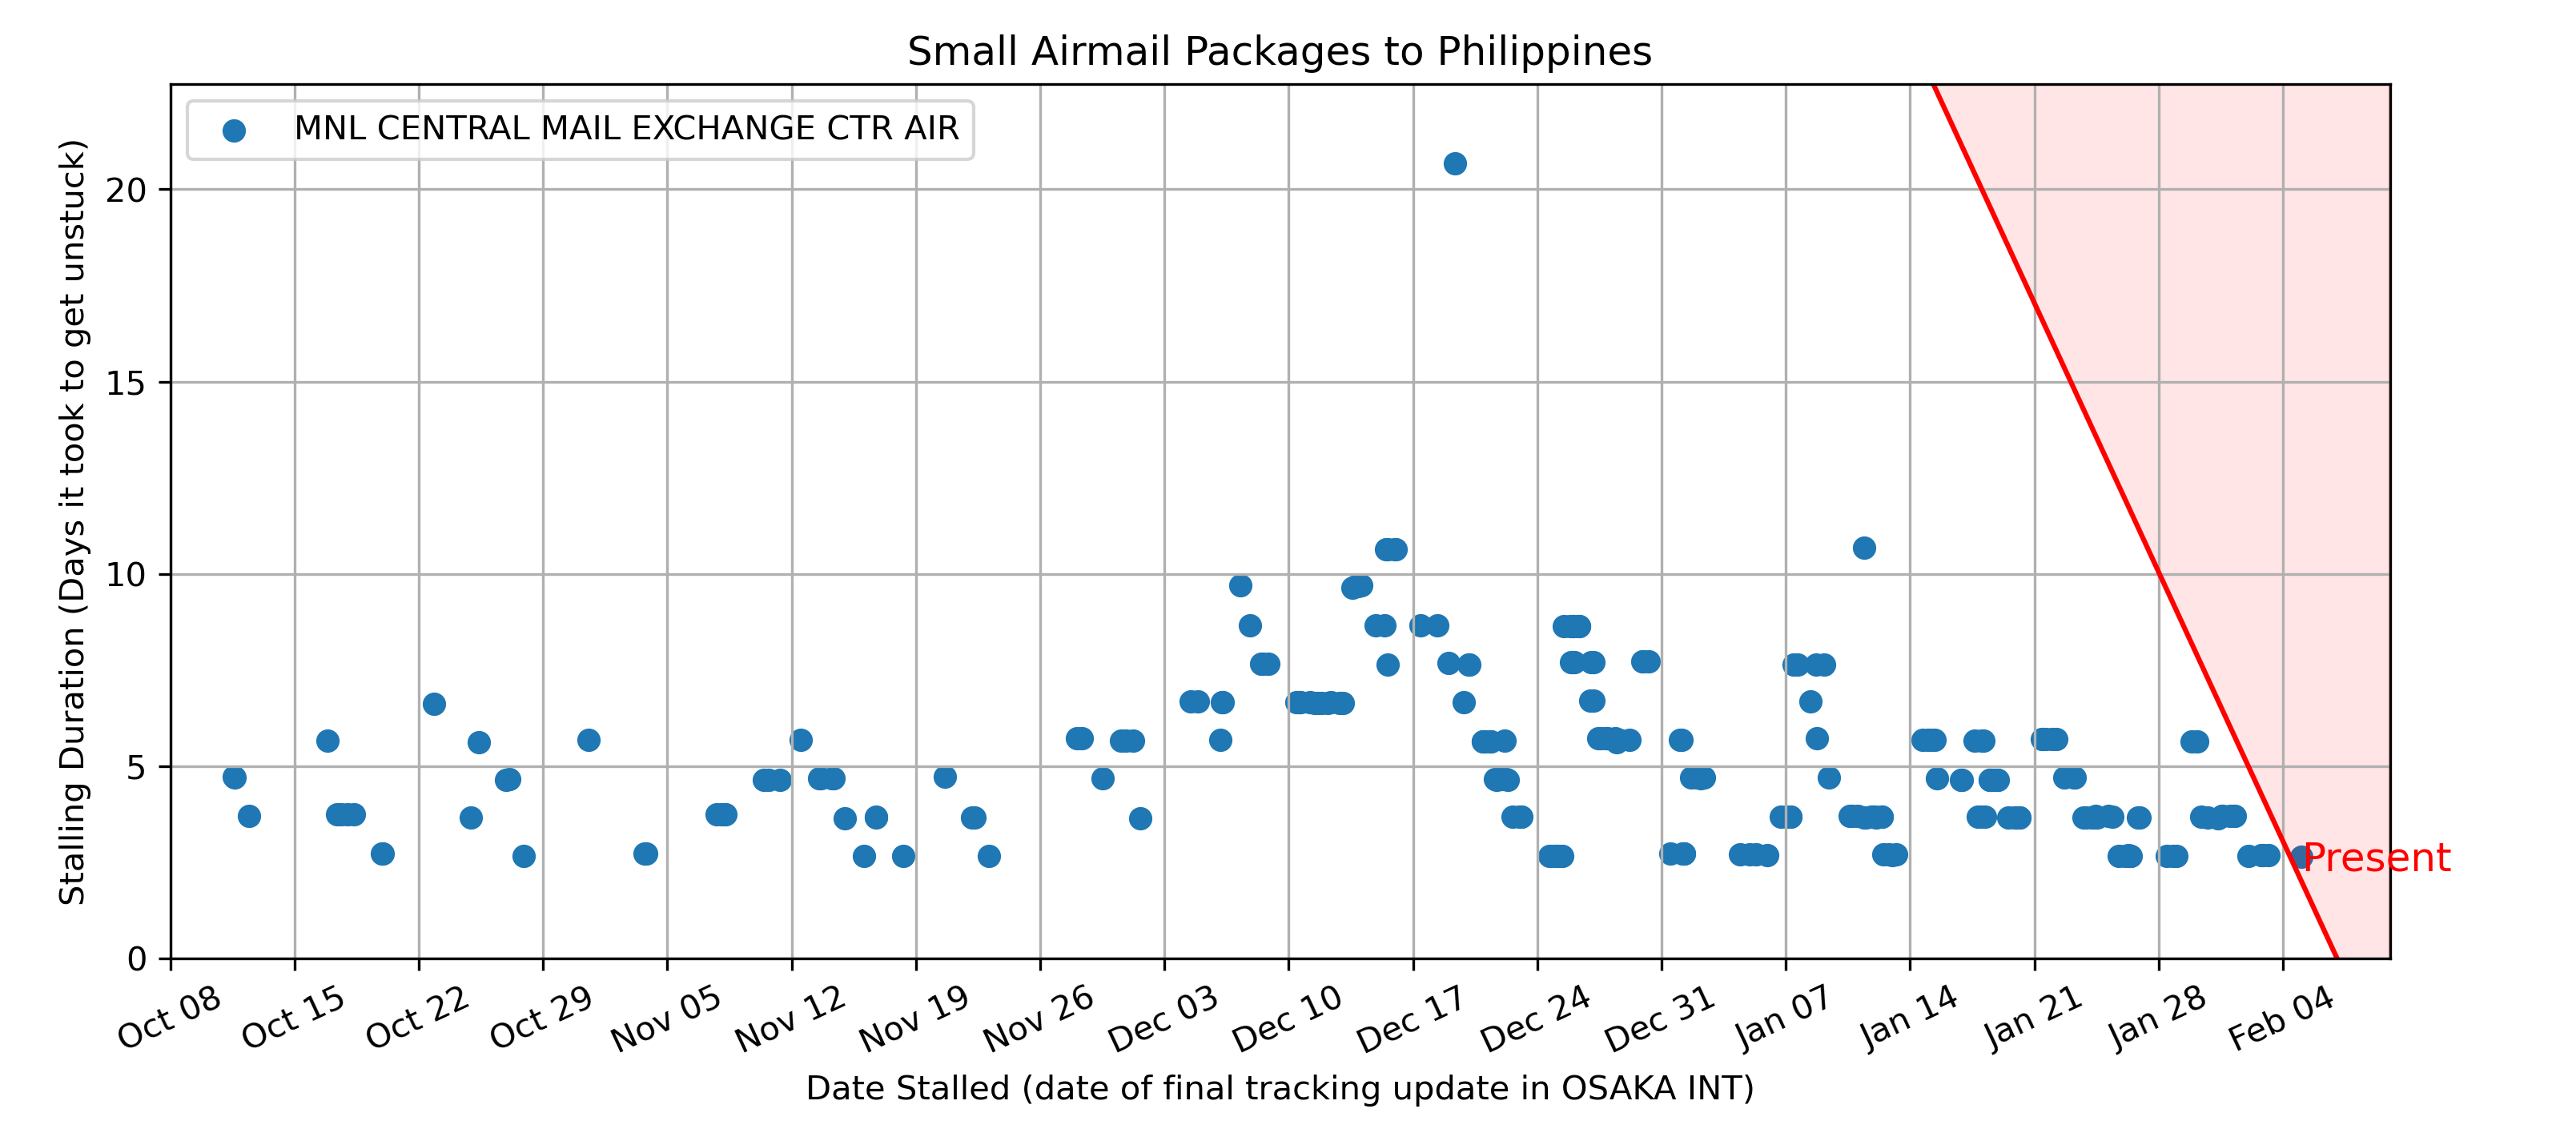 Small Airmail Packages to Philippines
MNL CENTRAL MAIL EXCHANGE CTR AIR
Stalling Duration (Days it took to get unstuck)
20
15
10
5
0
Present
Oct 08
Oct 15
Oct 22
Oct 29
Nov 05
Nov 12
Nov 19
Nov 26
Dec 03
Dec 10
Dec 17
Dec 24
Dec 31
Jan 07
Jan 14
Jan 21
Jan 28
Feb 04
Date Stalled (date of final tracking update in OSAKA INT)